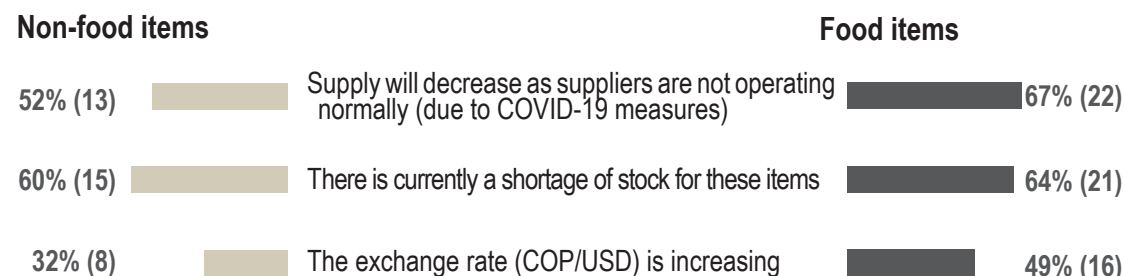 Non-food items
Food items
52% (13)
Supply will decrease as suppliers are not operating
normally (due to COVID-19 measures)
67% (22)
60% (15)
There is currently a shortage of stock for these items
64% (21)
32% (8)
The exchange rate (COP/USD) is increasing
49% (16)